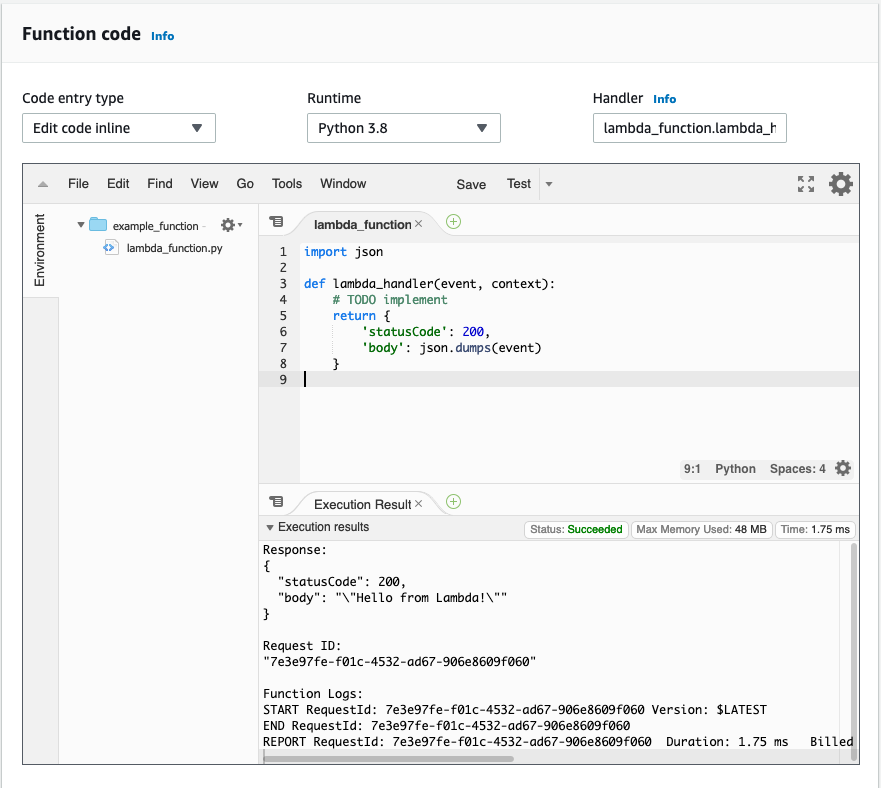 Function code Info
Code entry type Runtime Handler Info
Edit code inline Python 3.8 lambda_function.lambda_h
File Edit Find View Go Tools Window Save Test
Environment
example_function
lambda_function.py
lambda_function
1 import json
2
3 def lambda_handler(event, context):
4     # TODO implement
5     return {
6         'statusCode': 200,
7         'body': json.dumps(event)
8     }
9
9:1 Python Spaces: 4
Execution Result
Execution results Status: Succeeded Max Memory Used: 48 MB Time: 1.75 ms
Response:
{
  "statusCode": 200,
  "body": "\"Hello from Lambda!\""
}
Request ID:
"7e3e97fe-f01c-4532-ad67-906e8609f060"
Function Logs:
START RequestId: 7e3e97fe-f01c-4532-ad67-906e8609f060 Version: $LATEST
END RequestId: 7e3e97fe-f01c-4532-ad67-906e8609f060
REPORT RequestId: 7e3e97fe-f01c-4532-ad67-906e8609f060  Duration: 1.75 ms   Billed